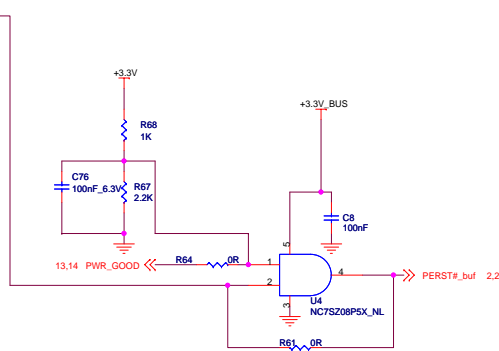 +3.3V
+3.3V_BUS
R68
1K
C76
100nF_6.3V
R67
2.2K
C8
100nF
5
13,14 PWR_GOOD
R64
0R
1
2
4
3
U4
NC7SZ08P5X_NL
PERST#_buf 2,2
R61
0R